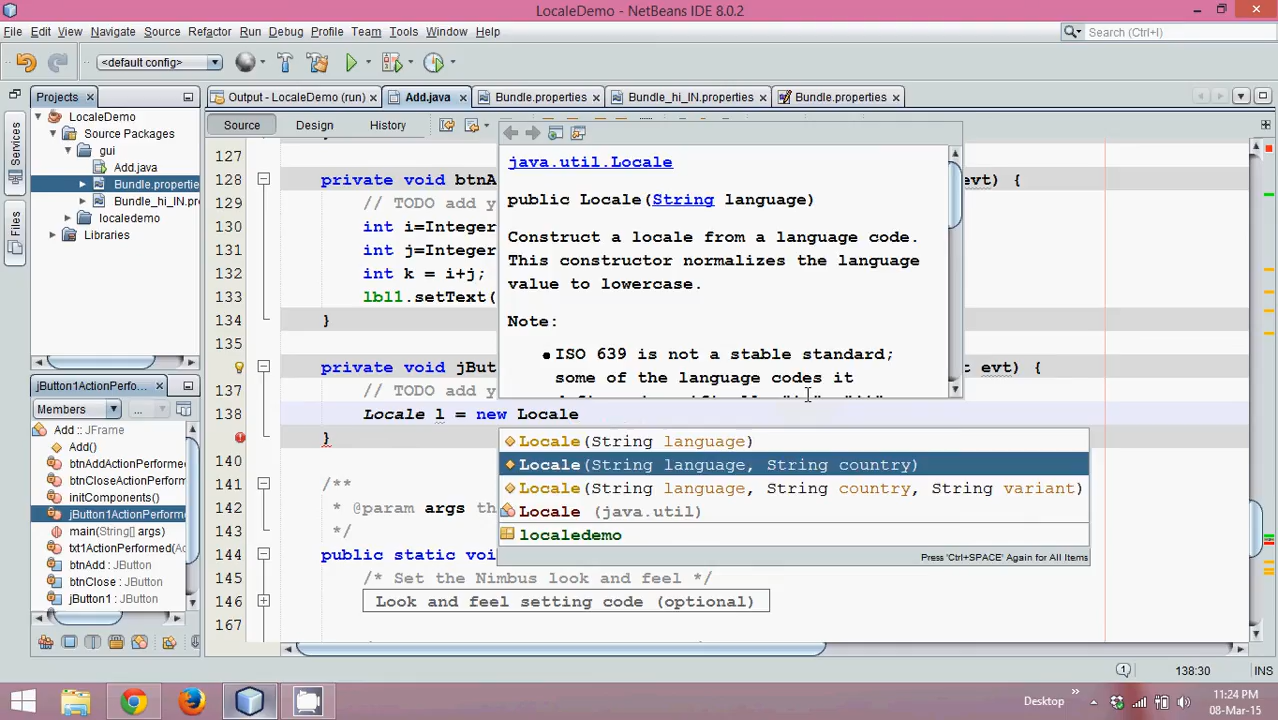 LocaleDemo - NetBeans IDE 8.0.2
File Edit View Navigate Source Refactor Run Debug Profile Team Tools Window Help
Search (Ctrl+I)
<default config>
Projects
Output - LocaleDemo (run) Add.java Bundle.properties Bundle_hi_IN.properties Bundle.properties
LocaleDemo
Source Packages
gui
Add.java
Bundle.properties
Bundle_hi_IN.pr
localedemo
Libraries
Services
Files
Source Design History
127
128 private void btnA evt) {
129 // TODO add y
130 int i=Integer
131 int j=Integer
132 int k = i+j;
133 lbl1.setText(
134 }
135
136 private void jBut t evt) {
137 // TODO add y
138 Locale l = new Locale
}
140
141 /**
142 * @param args th
143 */
144 public static voi
145 /* Set the Nimbus look and feel */
146 Look and feel setting code (optional)
167
java.util.Locale
public Locale(String language)
Construct a locale from a language code.
This constructor normalizes the language
value to lowercase.
Note:
ISO 639 is not a stable standard;
some of the language codes it
Locale(String language)
Locale(String language, String country)
Locale(String language, String country, String variant)
Locale (java.util)
localedemo
Press 'Ctrl+SPACE' Again for All Items
jButton1ActionPerfo...
Members
...
Add :: JFrame
Add()
btnAddActionPerformed
btnCloseActionPerform
initComponents()
jButton1ActionPerform
main(String[] args)
txt1ActionPerformed(Ac
btnAdd : JButton
btnClose : JButton
jButton1 : JButton
138:30 INS
Desktop
11:24 PM
08-Mar-15